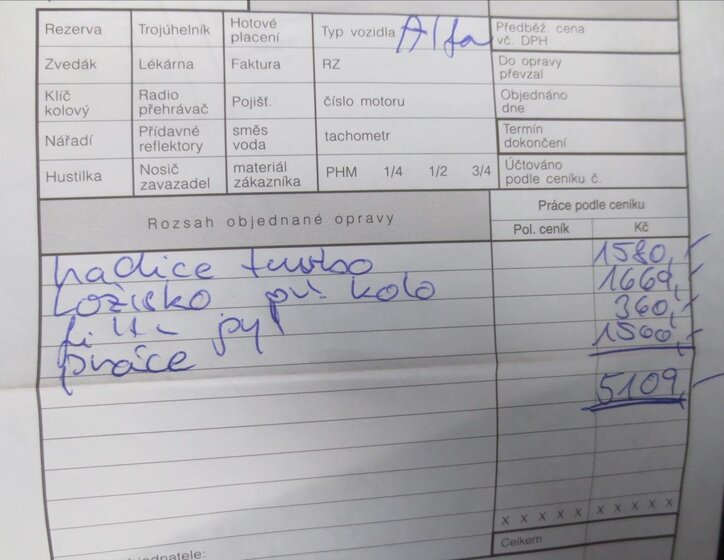 Rezerva Trojúhelník Hotové placení Typ vozidla Alfa Předběž. cena vč. DPH
Zvedák Lékárna Faktura RZ Do opravy převzal
Klíč kolový Radio přehrávač Pojišť. číslo motoru Objednáno dne
Nářadí Přídavné reflektory směs voda tachometr Termín dokončení
Hustilka Nosič zavazadel materiál zákazníka PHM 1/4 1/2 3/4 Účtováno podle ceníku č.
Rozsah objednané opravy Práce podle ceníku
Pol. ceník Kč
hadice turbo 1580,-
Ložisko př. kolo 1669,-
filtr pyl 360,-
práce 1500,-
5109,-
X X X X X X X X X
Celkem